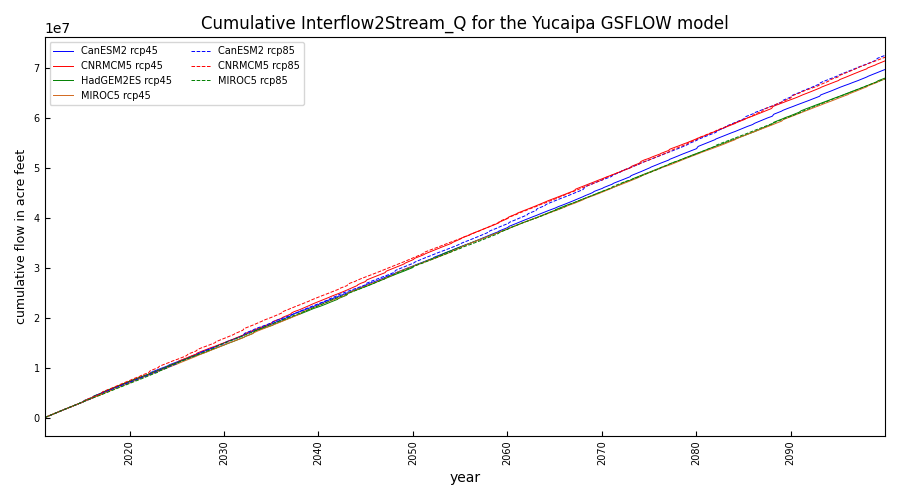 Cumulative Interflow2Stream_Q for the Yucaipa GSFLOW model
1e7
CanESM2 rcp45
CNRMCM5 rcp45
HadGEM2ES rcp45
MIROC5 rcp45
CanESM2 rcp85
CNRMCM5 rcp85
MIROC5 rcp85
cumulative flow in acre feet
7
6
5
4
3
2
1
0
2020
2030
2040
2050
2060
2070
2080
2090
year